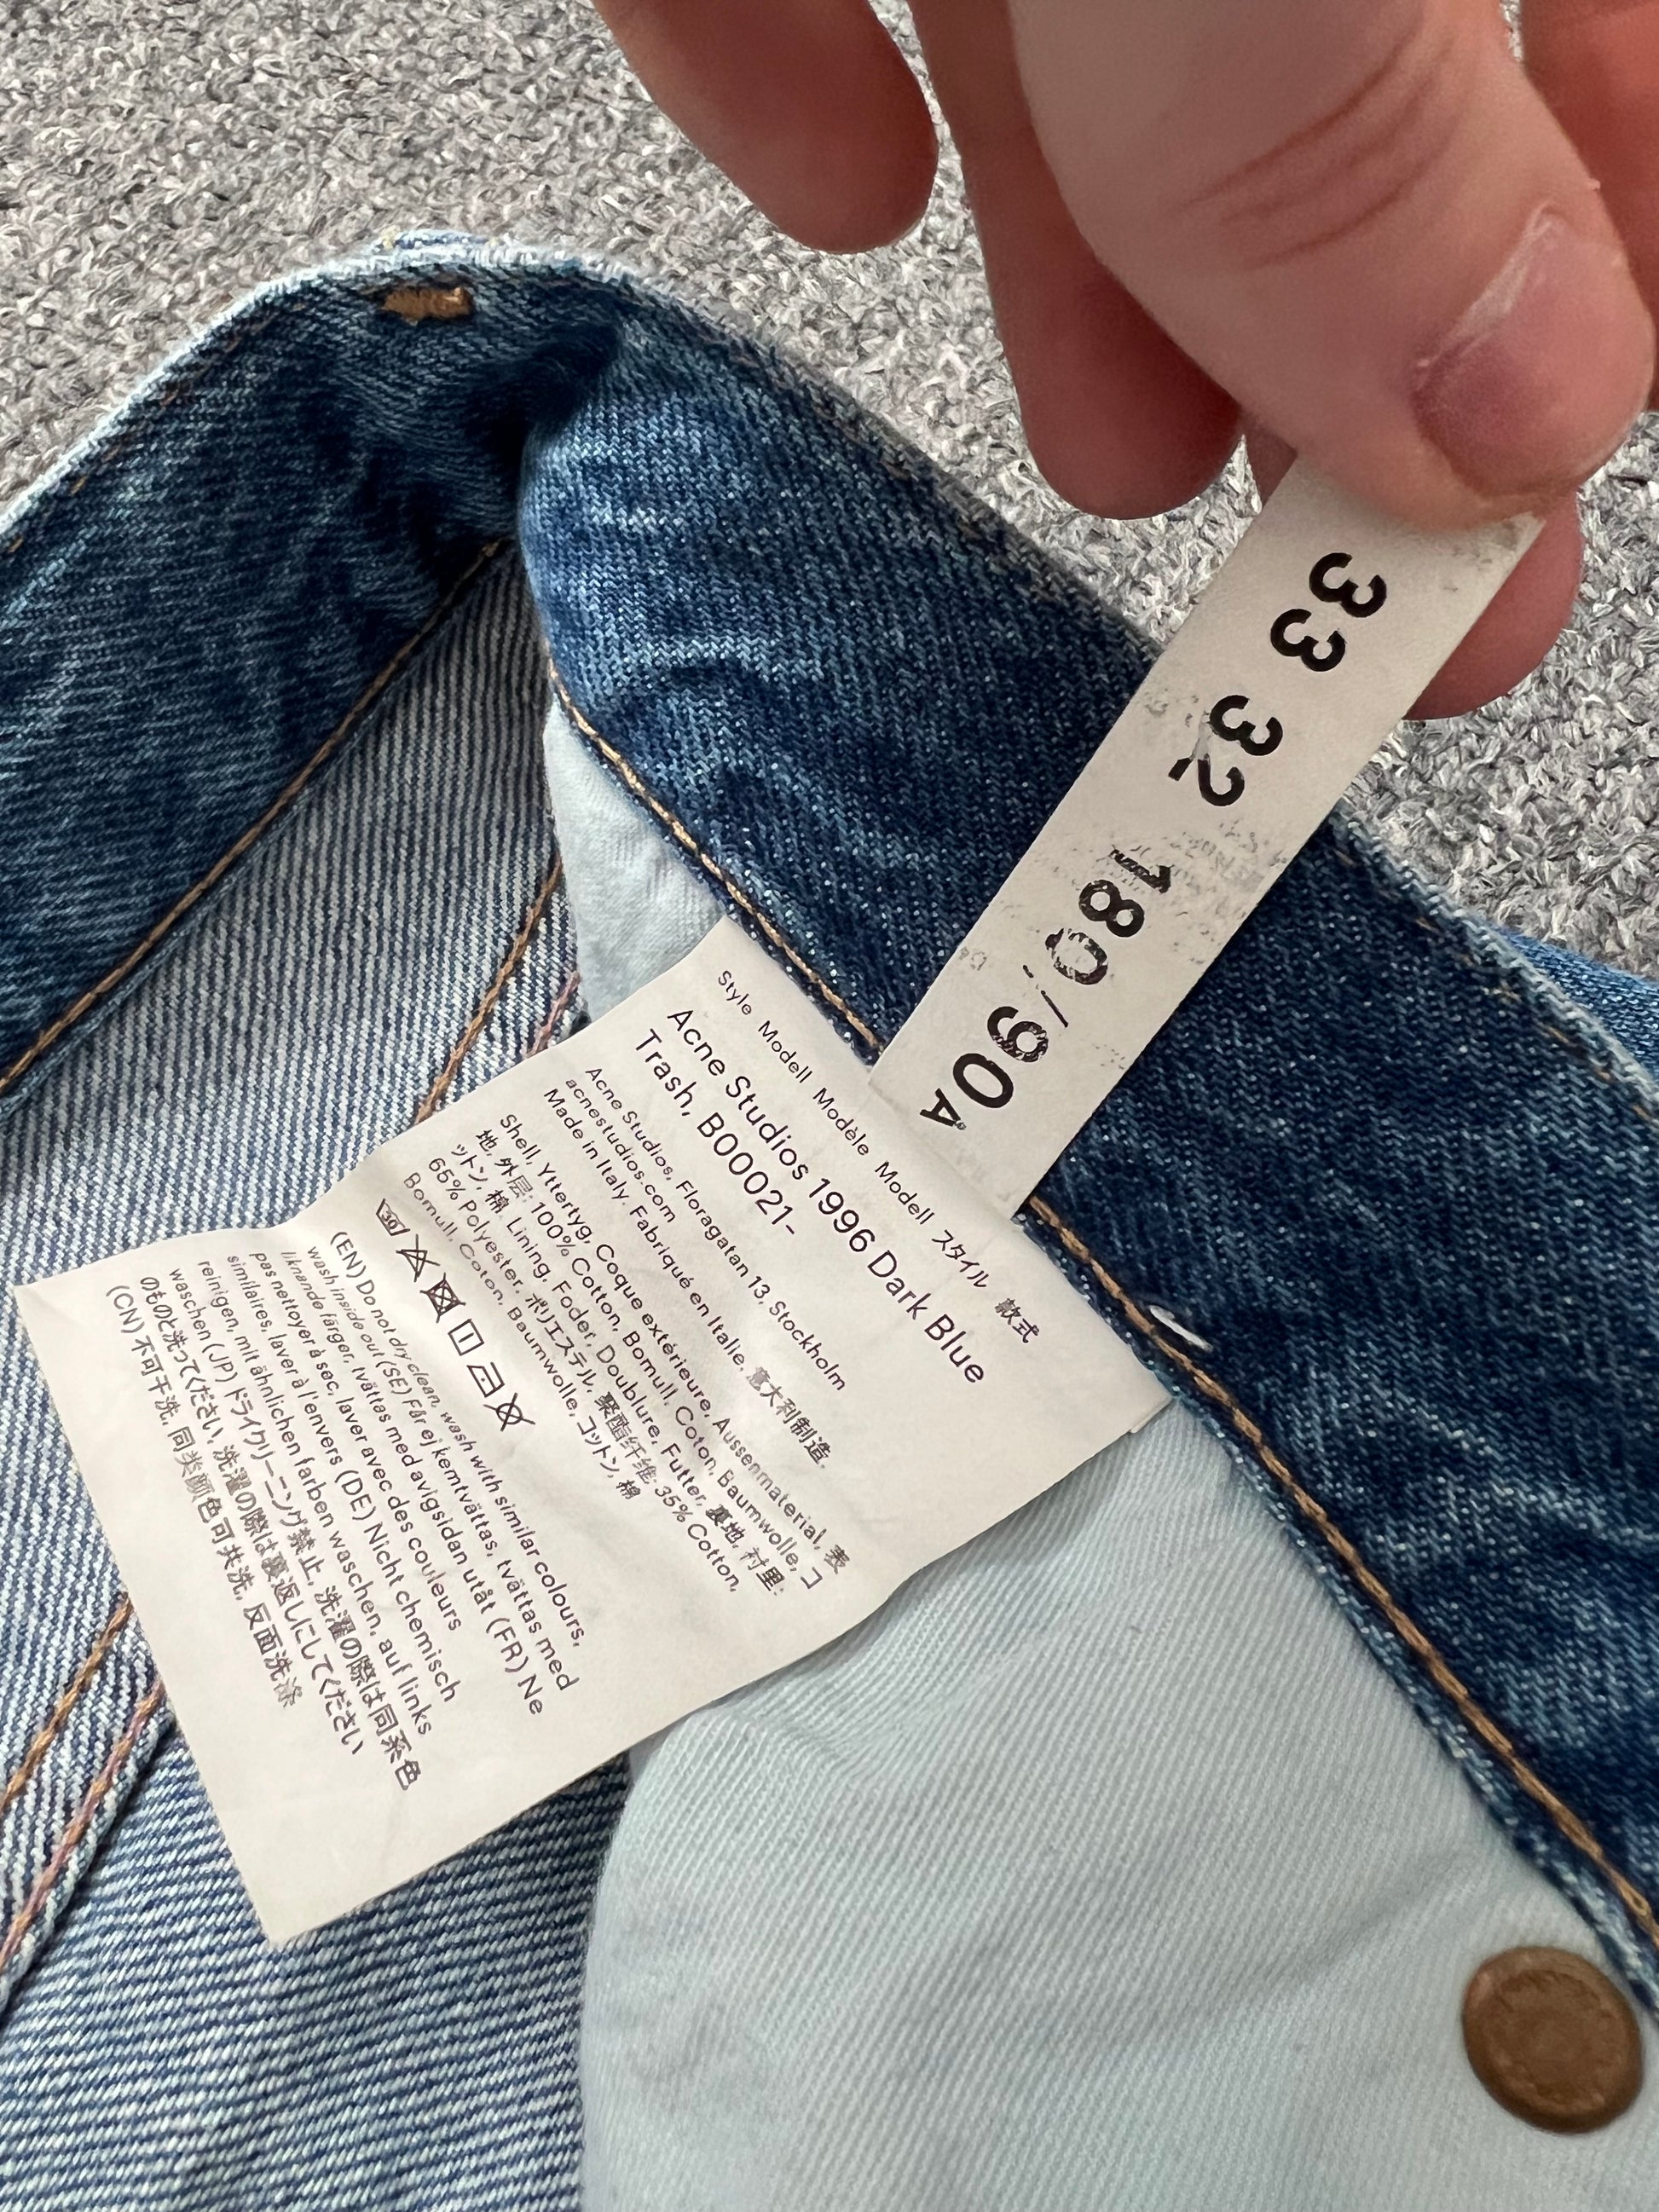 33 32 180/90A
Style Modell Modèle Modell スタイル 款式
Acne Studios 1996 Dark Blue
Trash, B00021-
Acne Studios, Floragatan 13, Stockholm
acnestudios.com
Made in Italy. Fabriqué en Italie. 意大利制造.
Shell, Yttertyg, Coque extérieure, Aussenmaterial, 表
地, 外层: 100% Cotton, Bomull, Coton, Baumwolle, コ
ットン, 棉 Lining, Foder, Doublure, Futter, 裏地, 衬里:
65% Polyester, ポリエステル, 聚酯纤维; 35% Cotton,
Bomull, Coton, Baumwolle, コットン, 棉
30
(EN) Do not dry clean, wash with similar colours,
wash inside out (SE) Får ej kemtvättas, tvättas med
liknande färger, tvättas med avigsidan utåt (FR) Ne
pas nettoyer à sec, laver avec des couleurs
similaires, laver à l'envers (DE) Nicht chemisch
reinigen, mit ähnlichen farben waschen, auf links
waschen (JP) ドライクリーニング禁止, 洗濯の際は同系色
のものと洗ってください, 洗濯の際は裏返しにしてください
(CN) 不可干洗, 同类颜色可共洗, 反面洗涤